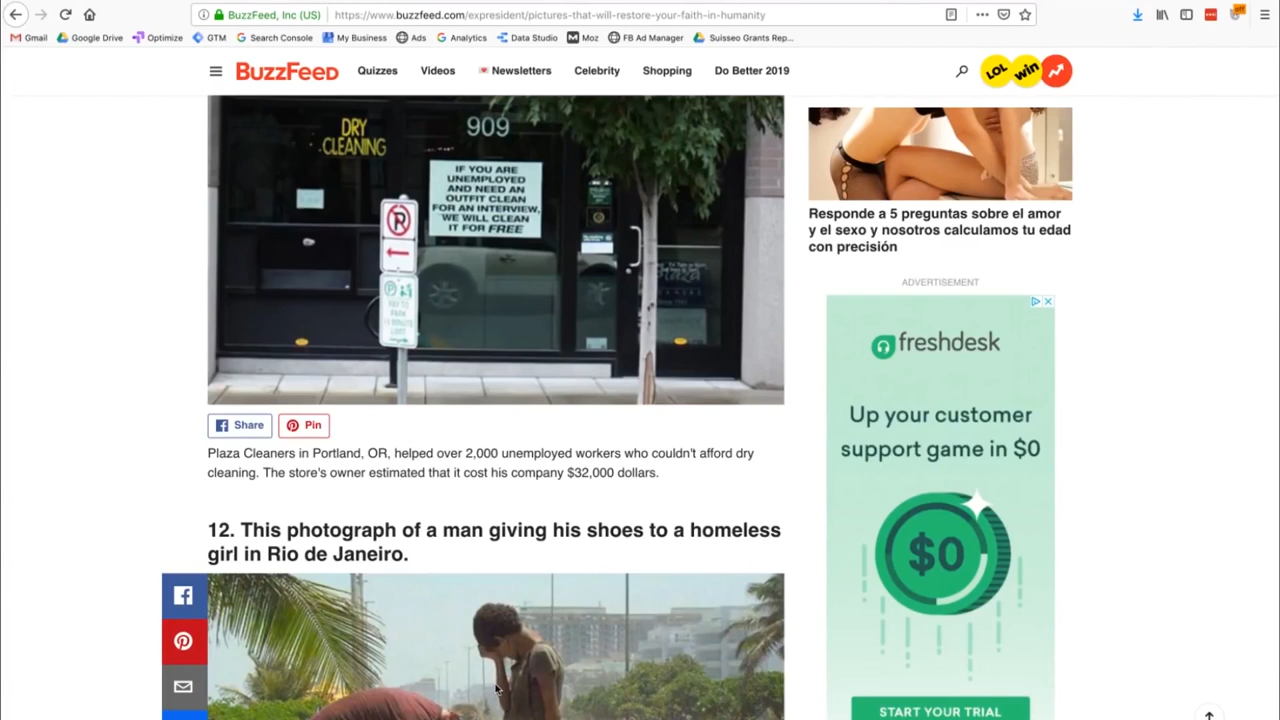 BuzzFeed, Inc (US)
https://www.buzzfeed.com/expresident/pictures-that-will-restore-your-faith-in-humanity
off
Gmail
Google Drive
Optimize
GTM
Search Console
My Business
Ads
Analytics
Data Studio
Moz
FB Ad Manager
Suisseo Grants Rep...
BuzzFeed
Quizzes
Videos
Newsletters
Celebrity
Shopping
Do Better 2019
LOL
win
DRY
CLEANING
909
IF YOU ARE
UNEMPLOYED
AND NEED AN
OUTFIT CLEAN
FOR AN INTERVIEW,
WE WILL CLEAN
IT FOR FREE
P
PAY TO
PARK
Share
Pin
Plaza Cleaners in Portland, OR, helped over 2,000 unemployed workers who couldn't afford dry
cleaning. The store's owner estimated that it cost his company $32,000 dollars.
12. This photograph of a man giving his shoes to a homeless
girl in Rio de Janeiro.
Responde a 5 preguntas sobre el amor
y el sexo y nosotros calculamos tu edad
con precisión
ADVERTISEMENT
freshdesk
Up your customer
support game in $0
$0
START YOUR TRIAL